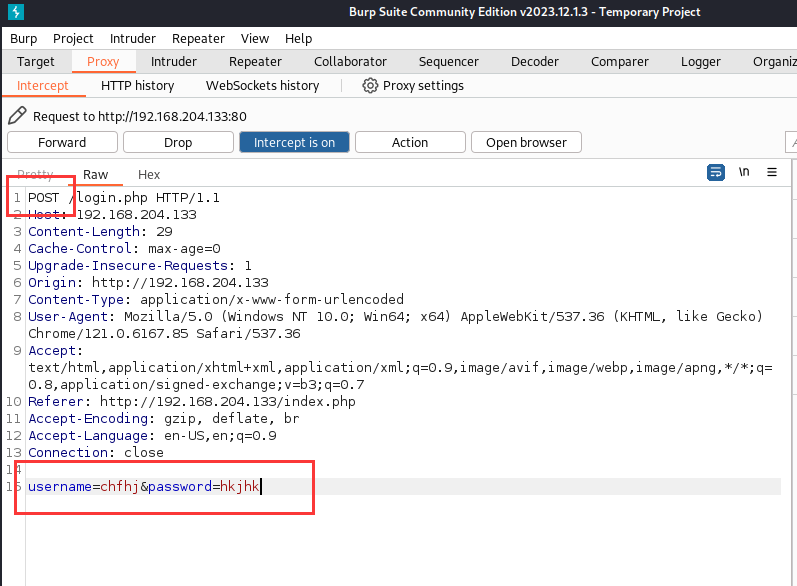 Burp Suite Community Edition v2023.12.1.3 - Temporary Project
Burp Project Intruder Repeater View Help
Target Proxy Intruder Repeater Collaborator Sequencer Decoder Comparer Logger Organiz
Intercept HTTP history WebSockets history Proxy settings
Request to http://192.168.204.133:80
Forward Drop Intercept is on Action Open browser
Pretty Raw Hex \n
1 POST /login.php HTTP/1.1
2 Host: 192.168.204.133
3 Content-Length: 29
4 Cache-Control: max-age=0
5 Upgrade-Insecure-Requests: 1
6 Origin: http://192.168.204.133
7 Content-Type: application/x-www-form-urlencoded
8 User-Agent: Mozilla/5.0 (Windows NT 10.0; Win64; x64) AppleWebKit/537.36 (KHTML, like Gecko)
Chrome/121.0.6167.85 Safari/537.36
9 Accept:
text/html,application/xhtml+xml,application/xml;q=0.9,image/avif,image/webp,image/apng,*/*;q=
0.8,application/signed-exchange;v=b3;q=0.7
10 Referer: http://192.168.204.133/index.php
11 Accept-Encoding: gzip, deflate, br
12 Accept-Language: en-US,en;q=0.9
13 Connection: close
14
15 username=chfhj&password=hkjhk